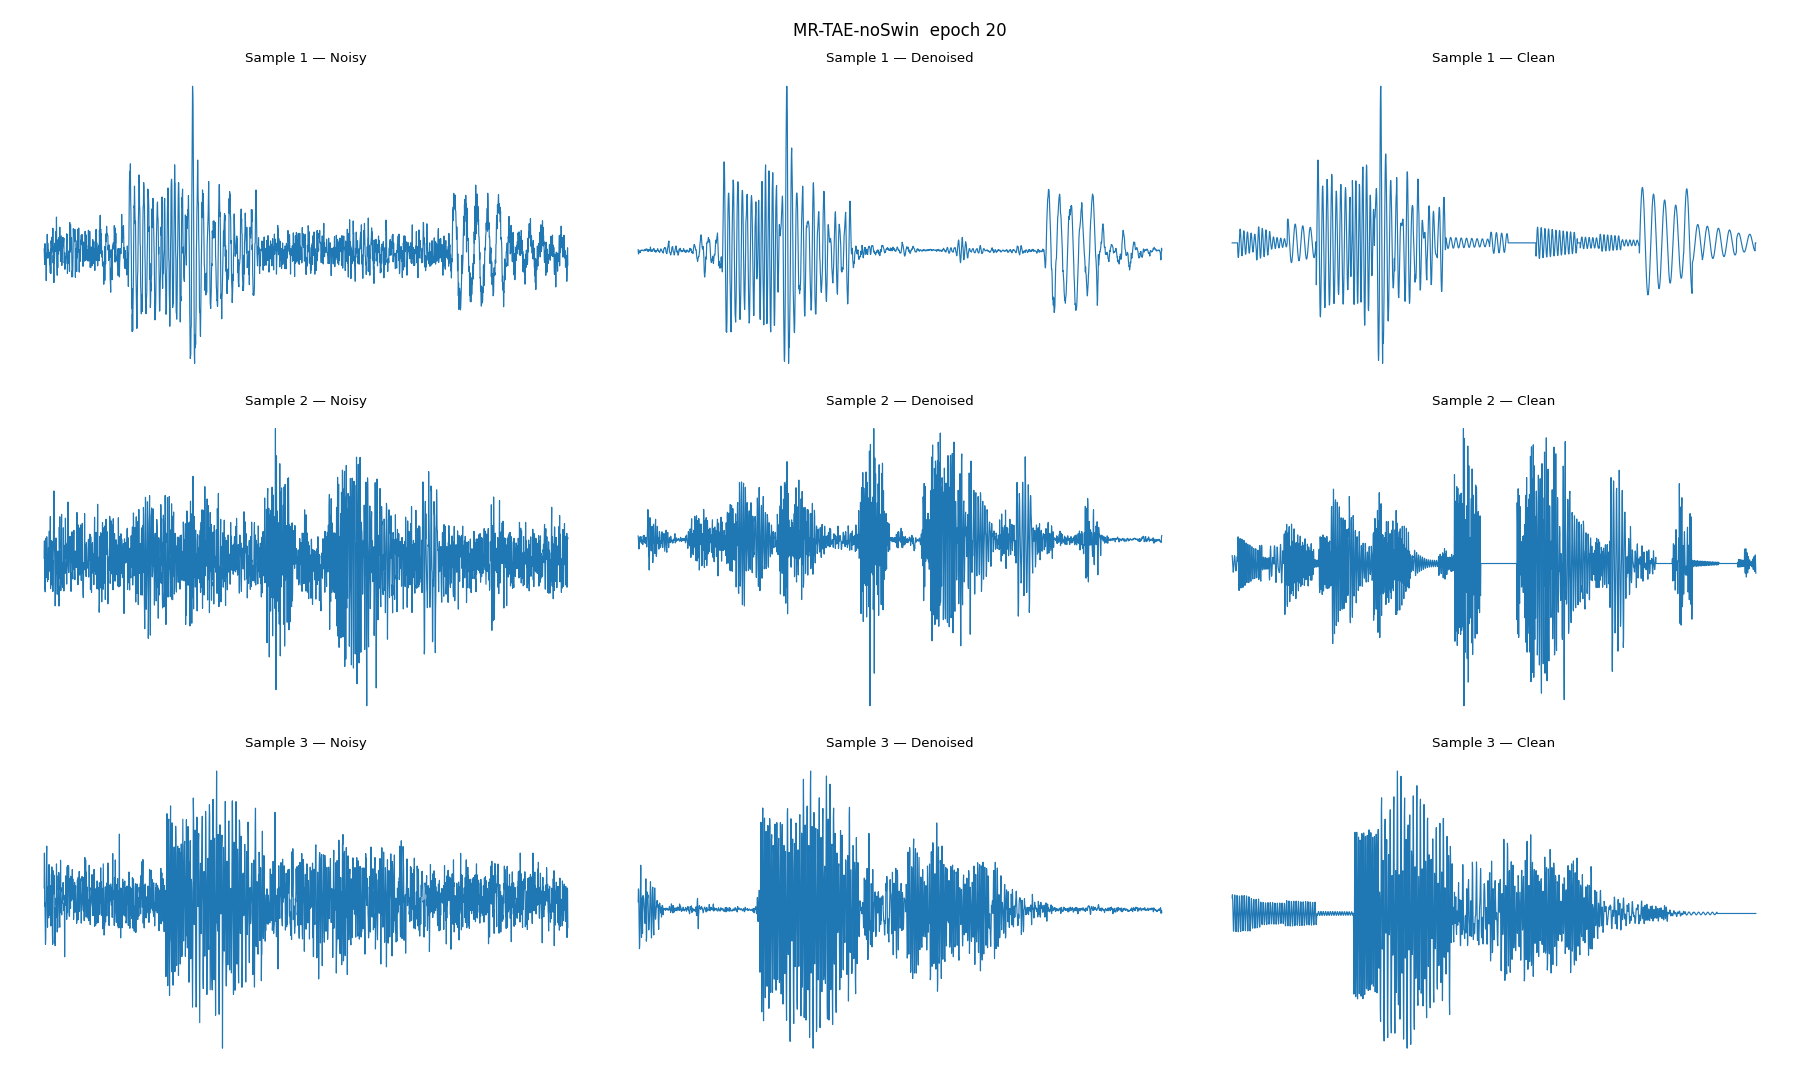 MR-TAE-noSwin  epoch 20
Sample 1 — Noisy
Sample 1 — Denoised
Sample 1 — Clean
Sample 2 — Noisy
Sample 2 — Denoised
Sample 2 — Clean
Sample 3 — Noisy
Sample 3 — Denoised
Sample 3 — Clean